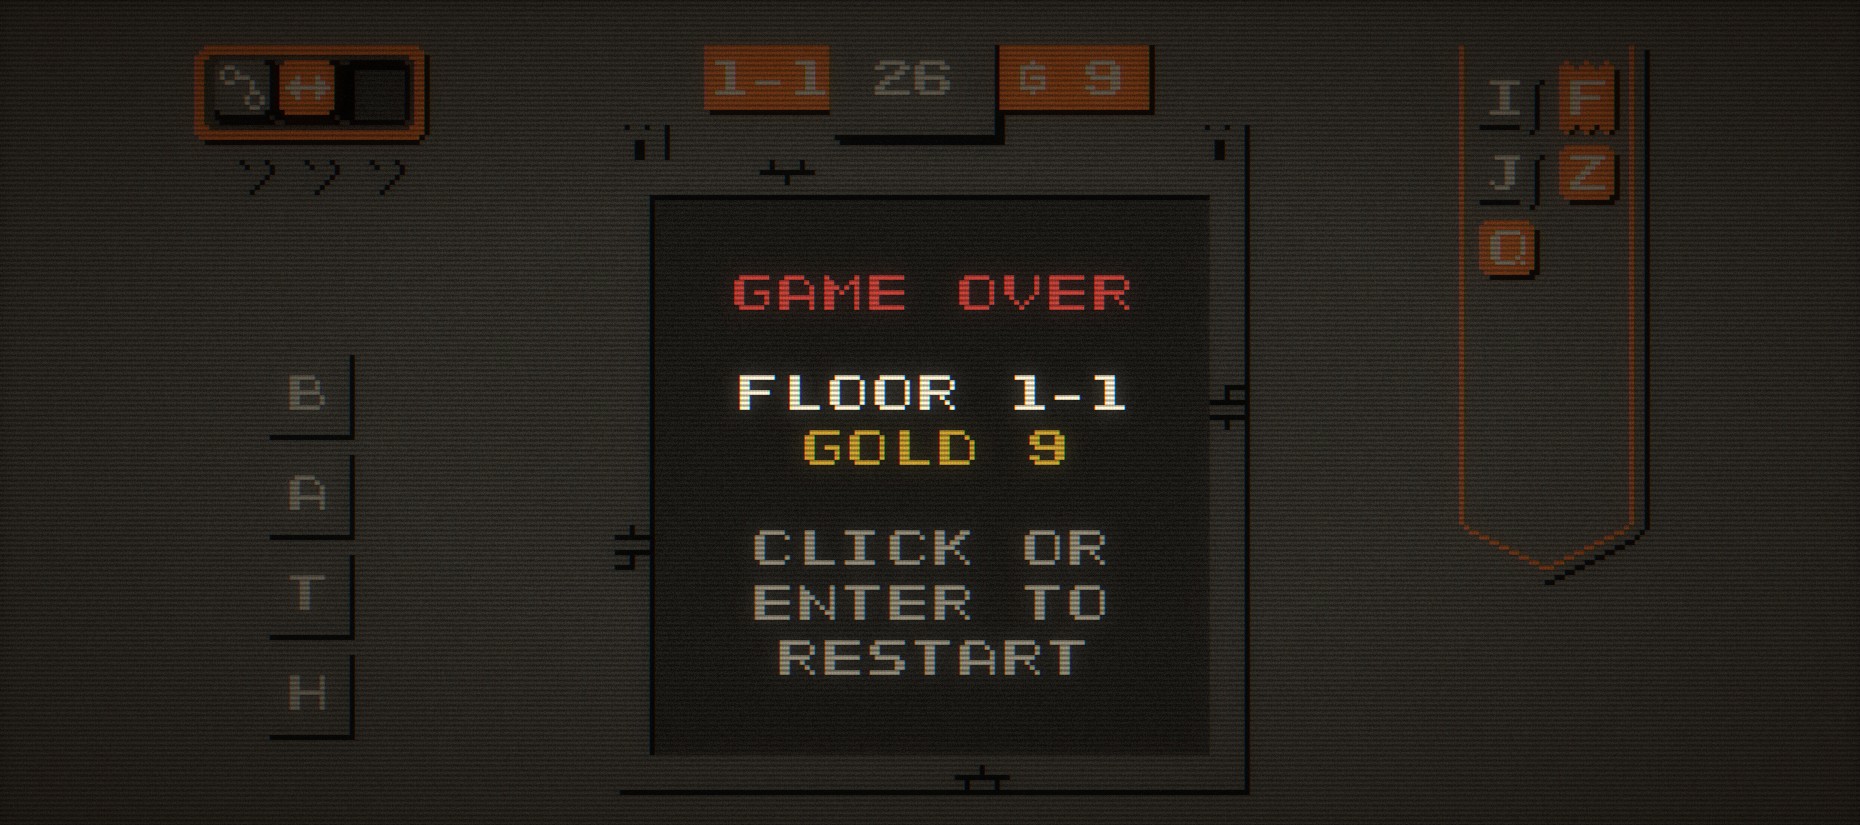 1-1 26 G 9
I F
J Z
Q
GAME OVER
FLOOR 1-1
GOLD 9
CLICK OR
ENTER TO
RESTART
B
A
T
H